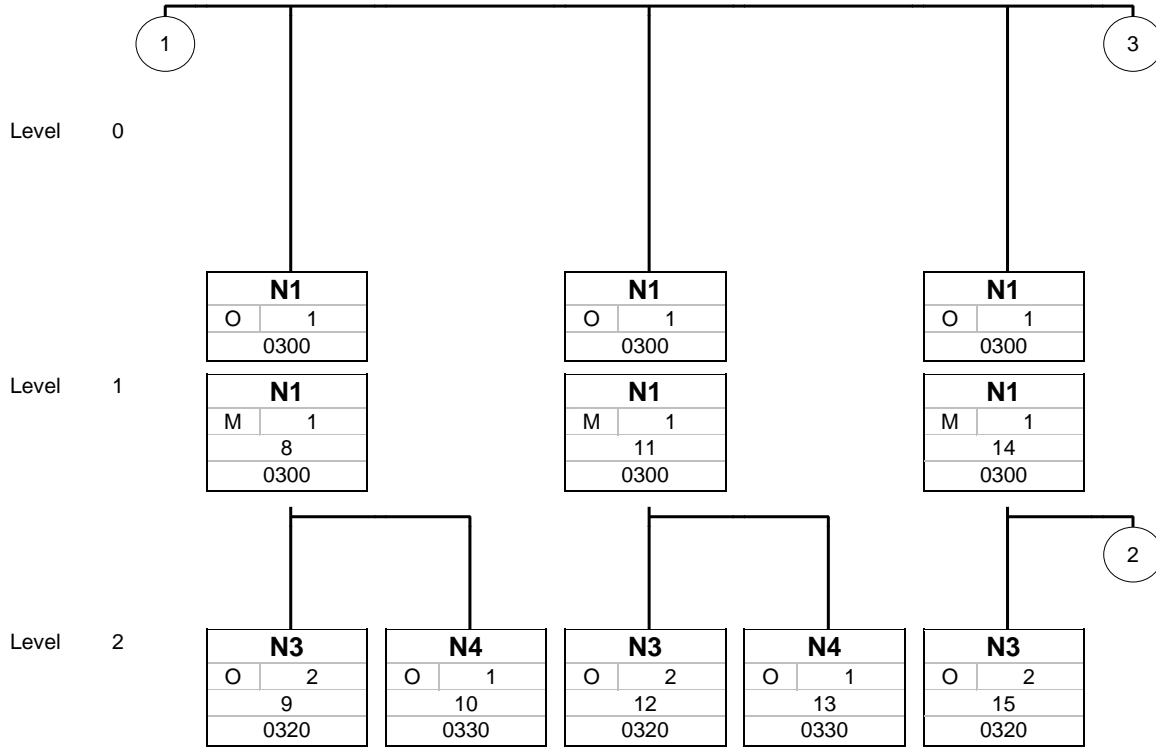 1 3
Level 0
N1 N1 N1
O 1 O 1 O 1
0300 0300 0300
Level 1
N1 N1 N1
M 1 M 1 M 1
8 11 14
0300 0300 0300
2
Level 2
N3 N4 N3 N4 N3
O 2 O 1 O 2 O 1 O 2
9 10 12 13 15
0320 0330 0320 0330 0320